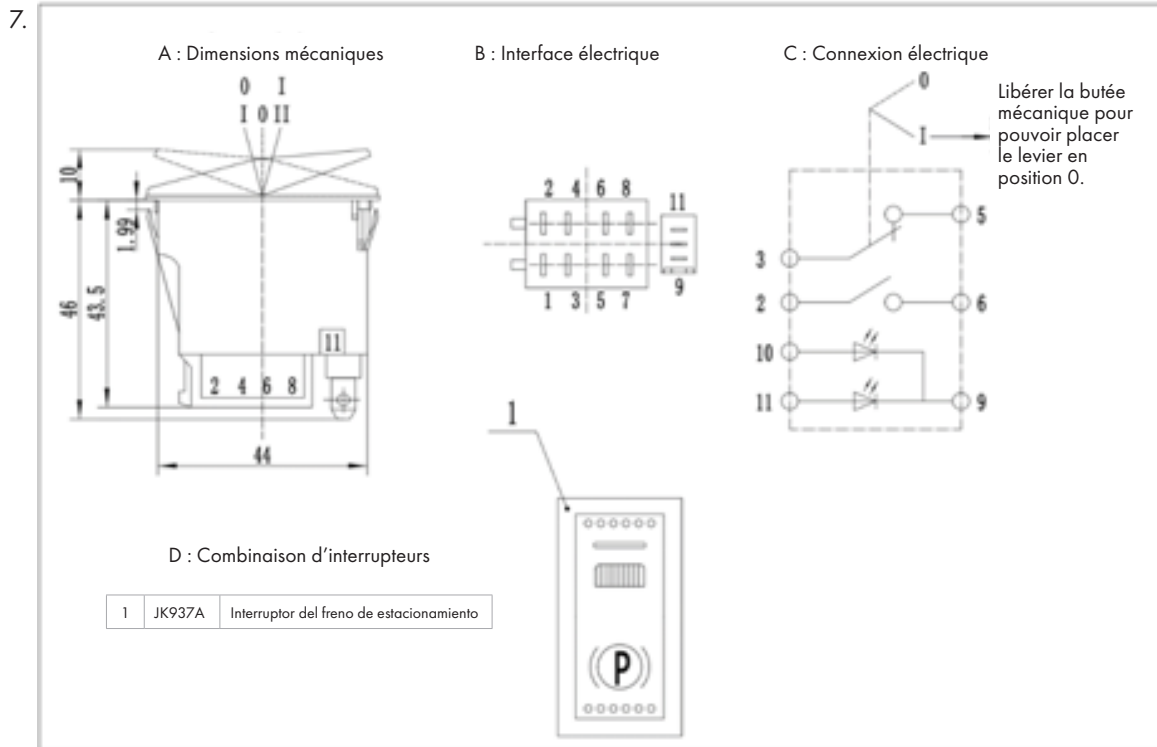 7.
A : Dimensions mécaniques
B : Interface électrique
C : Connexion électrique
0 I
I 0 II
10
1.99
46
43.5
11
2 4 6 8
44
2 4 6 8
11
1 3 5 7
9
0
I
Libérer la butée
mécanique pour
pouvoir placer
le levier en
position 0.
3
5
2
6
10
11
9
1
P
D : Combinaison d'interrupteurs
1 JK937A Interruptor del freno de estacionamiento